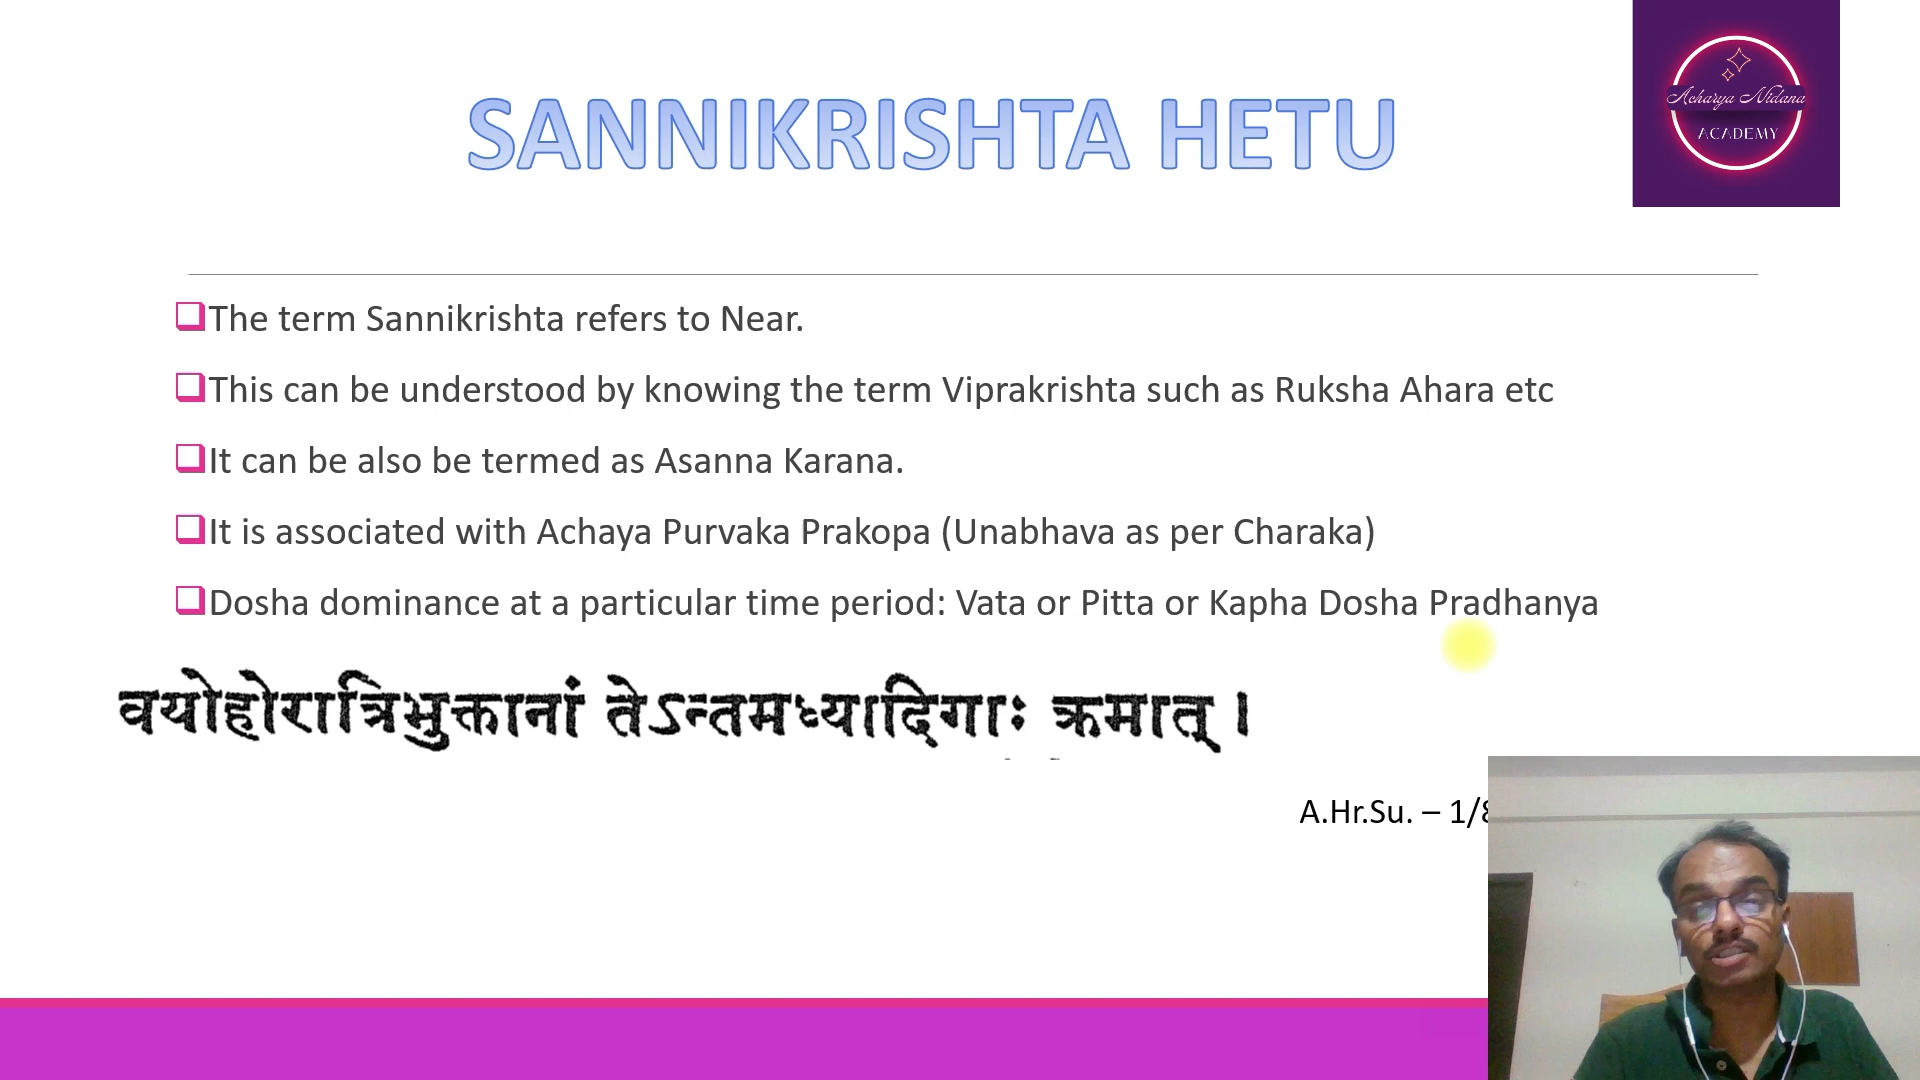 SANNIKRISHTA HETU
Acharya Nidana
ACADEMY
The term Sannikrishta refers to Near.
This can be understood by knowing the term Viprakrishta such as Ruksha Ahara etc
It can be also be termed as Asanna Karana.
It is associated with Achaya Purvaka Prakopa (Unabhava as per Charaka)
Dosha dominance at a particular time period: Vata or Pitta or Kapha Dosha Pradhanya
वयोहोरात्रिभुक्तानां तेऽन्तमध्यादिगाः क्रमात् ।
A.Hr.Su. – 1/8